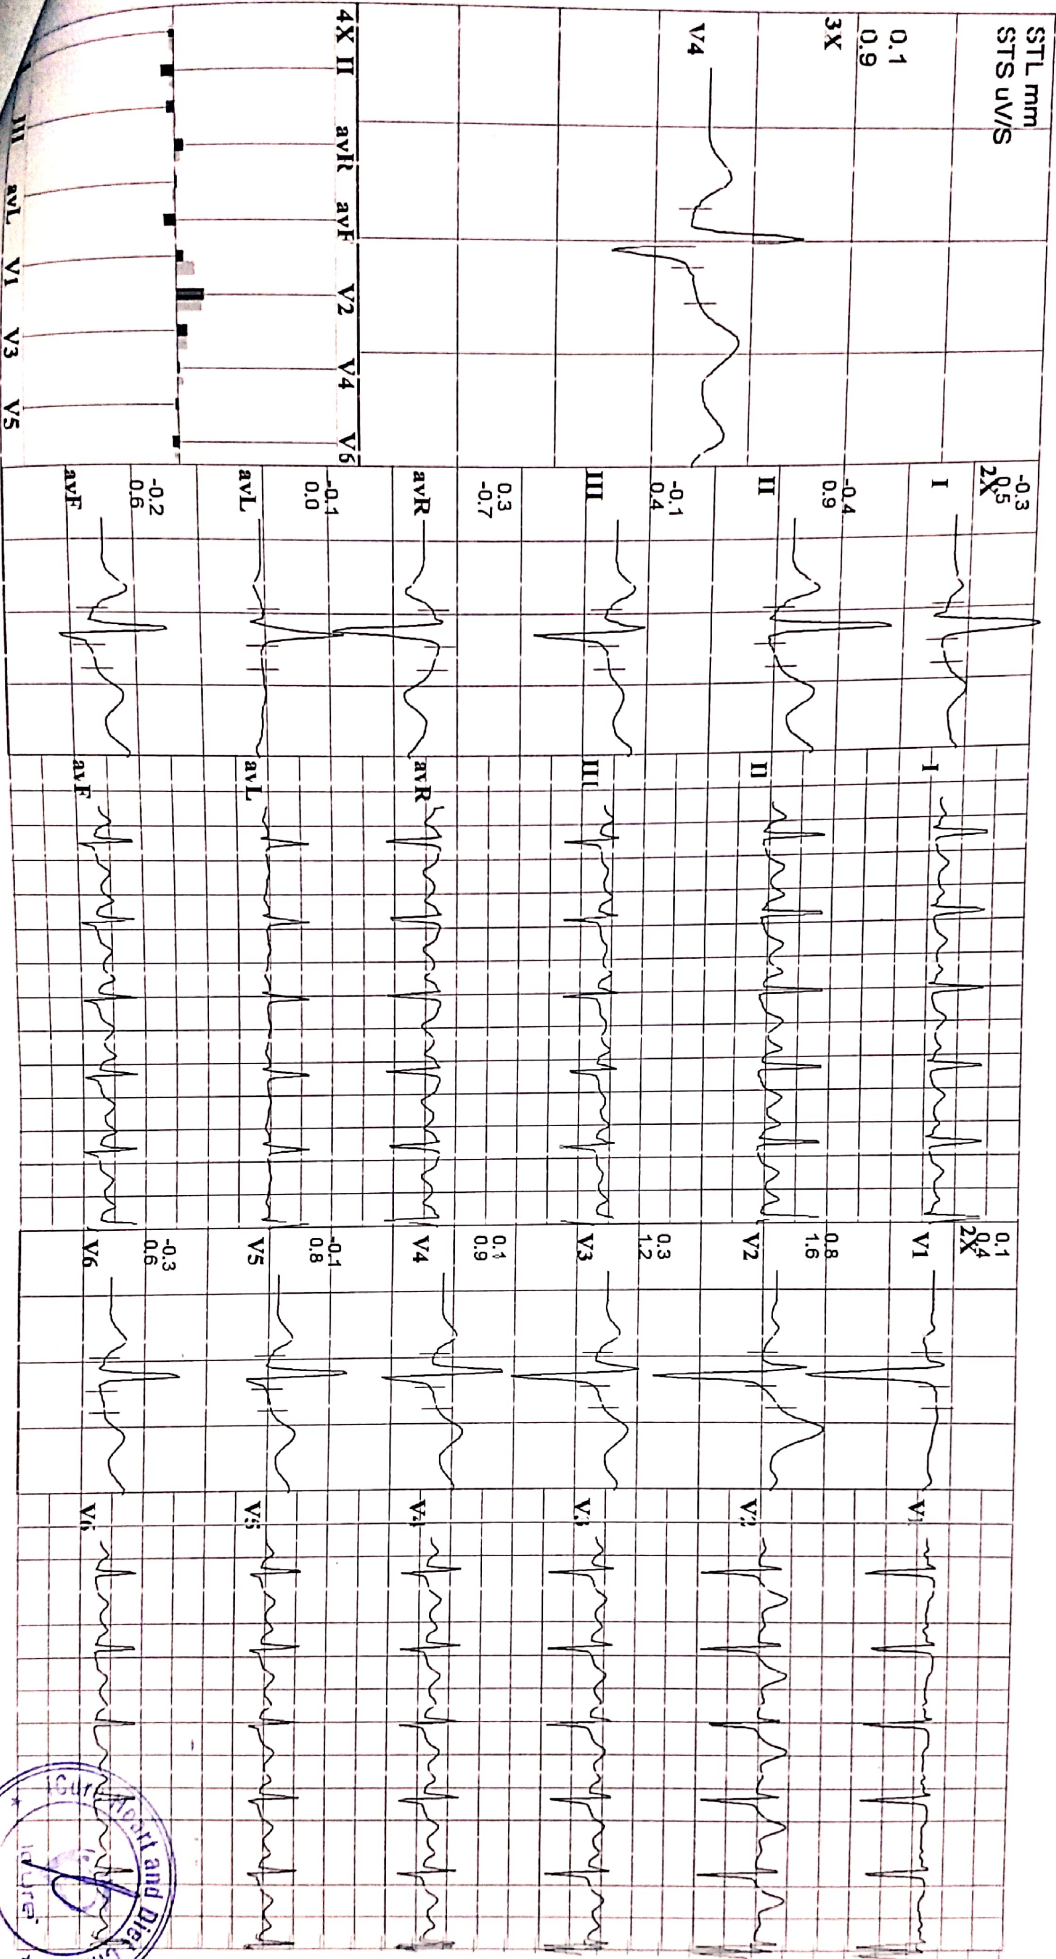 STL mm
STS uV/S
0.1
0.9
3X
V4
4X II avR avF V2 V4 V6
III avL V1 V3 V5
-0.3
0.5
2X
I
-0.4
0.9
II
-0.1
0.4
III
0.3
-0.7
avR
-0.1
0.0
avL
-0.2
0.6
avF
I
II
III
avR
avL
avF
0.1
0.4
2X
V1
0.8
1.6
V2
0.3
1.2
V3
0.1
0.9
V4
-0.1
0.8
V5
-0.3
0.6
V6
V1
V2
V3
V4
V5
V6
Heart and